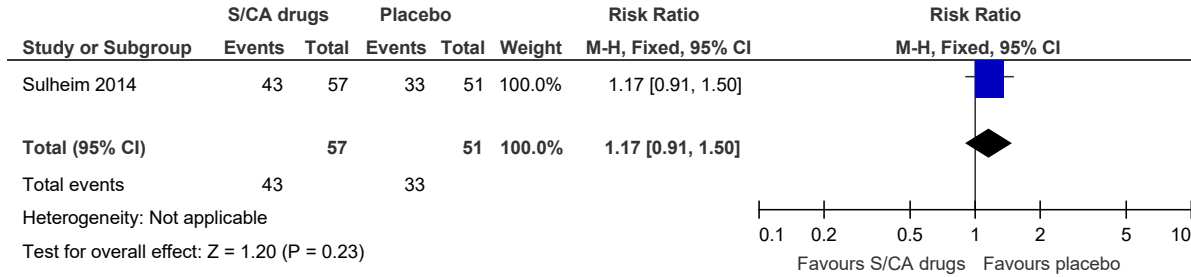 S/CA drugs Placebo Risk Ratio Risk Ratio
Study or Subgroup Events Total Events Total Weight M-H, Fixed, 95% CI M-H, Fixed, 95% CI
Sulheim 2014 43 57 33 51 100.0% 1.17 [0.91, 1.50]
Total (95% CI) 57 51 100.0% 1.17 [0.91, 1.50]
Total events 43 33
Heterogeneity: Not applicable
Test for overall effect: Z = 1.20 (P = 0.23)
0.1 0.2 0.5 1 2 5 10
Favours S/CA drugs Favours placebo